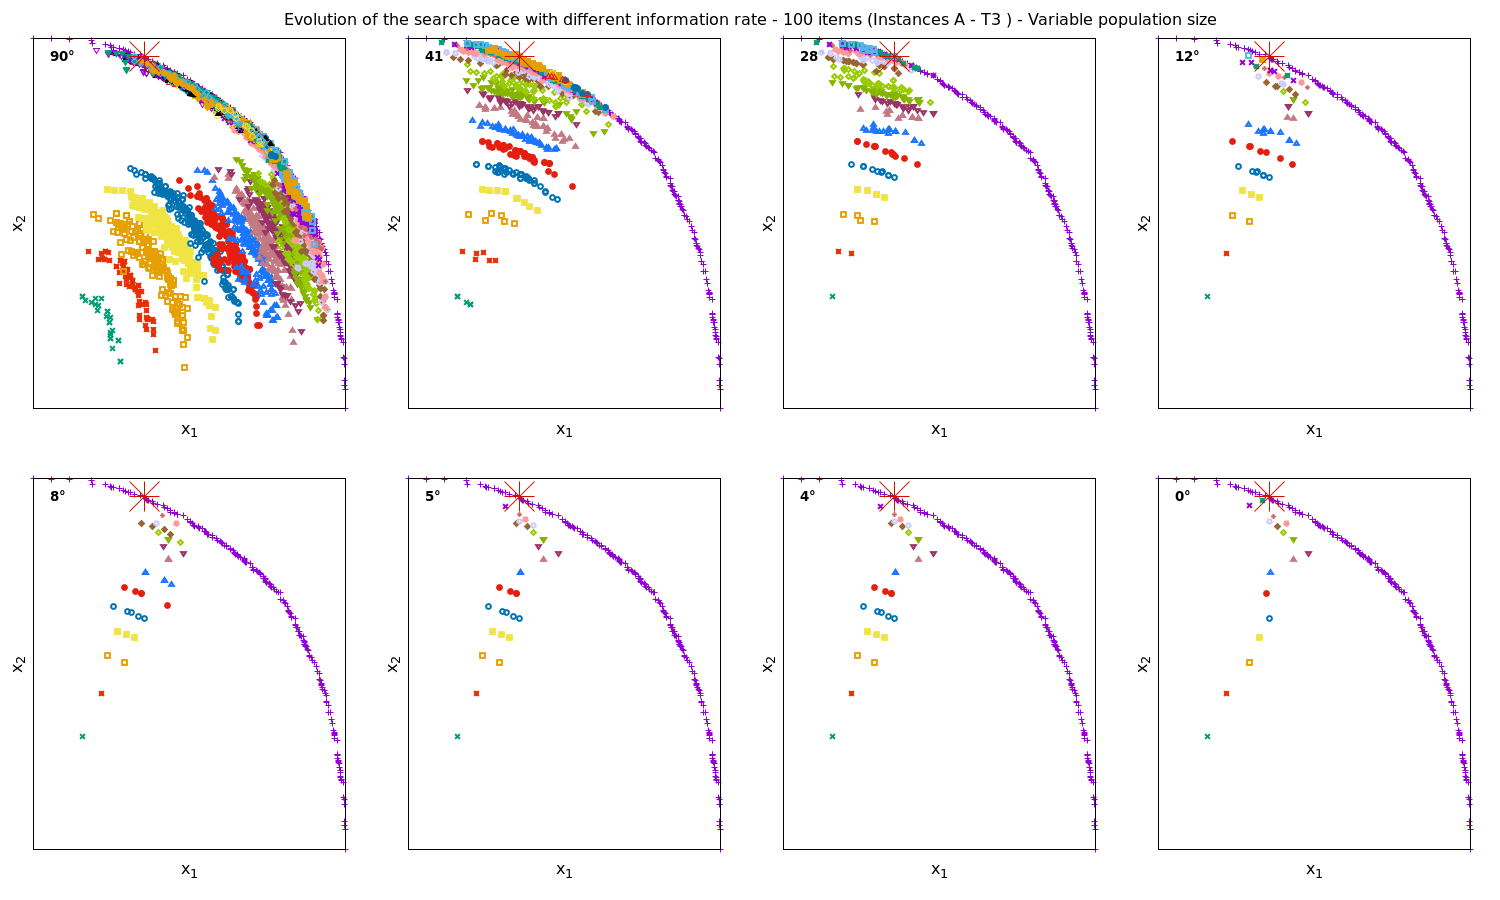 Evolution of the search space with different information rate - 100 items (Instances A - T3 ) - Variable population size
90°
41
28
12°
x2
x2
x2
x2
x1
x1
x1
x1
8°
5°
4°
0°
x2
x2
x2
x2
x1
x1
x1
x1